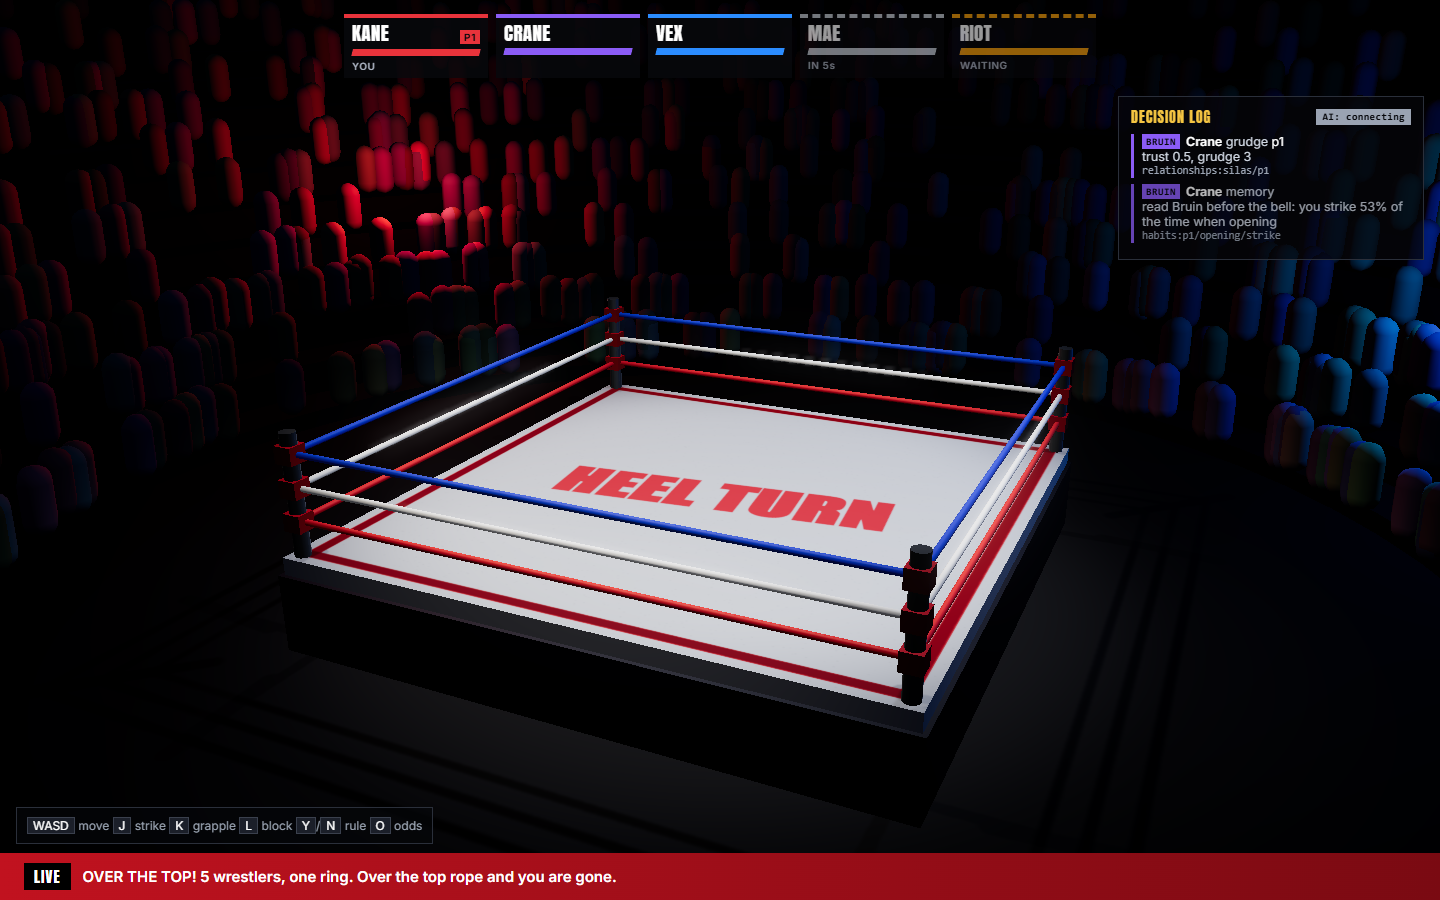 KANE P1
YOU
CRANE
VEX
MAE
IN 5s
RIOT
WAITING
DECISION LOG AI: connecting
BRUIN Crane grudge p1
trust 0.5, grudge 3
relationships:silas/p1
BRUIN Crane memory
read Bruin before the bell: you strike 53% of
the time when opening
habits:p1/opening/strike
HEEL TURN
WASD move J strike K grapple L block Y/N rule O odds
LIVE OVER THE TOP! 5 wrestlers, one ring. Over the top rope and you are gone.